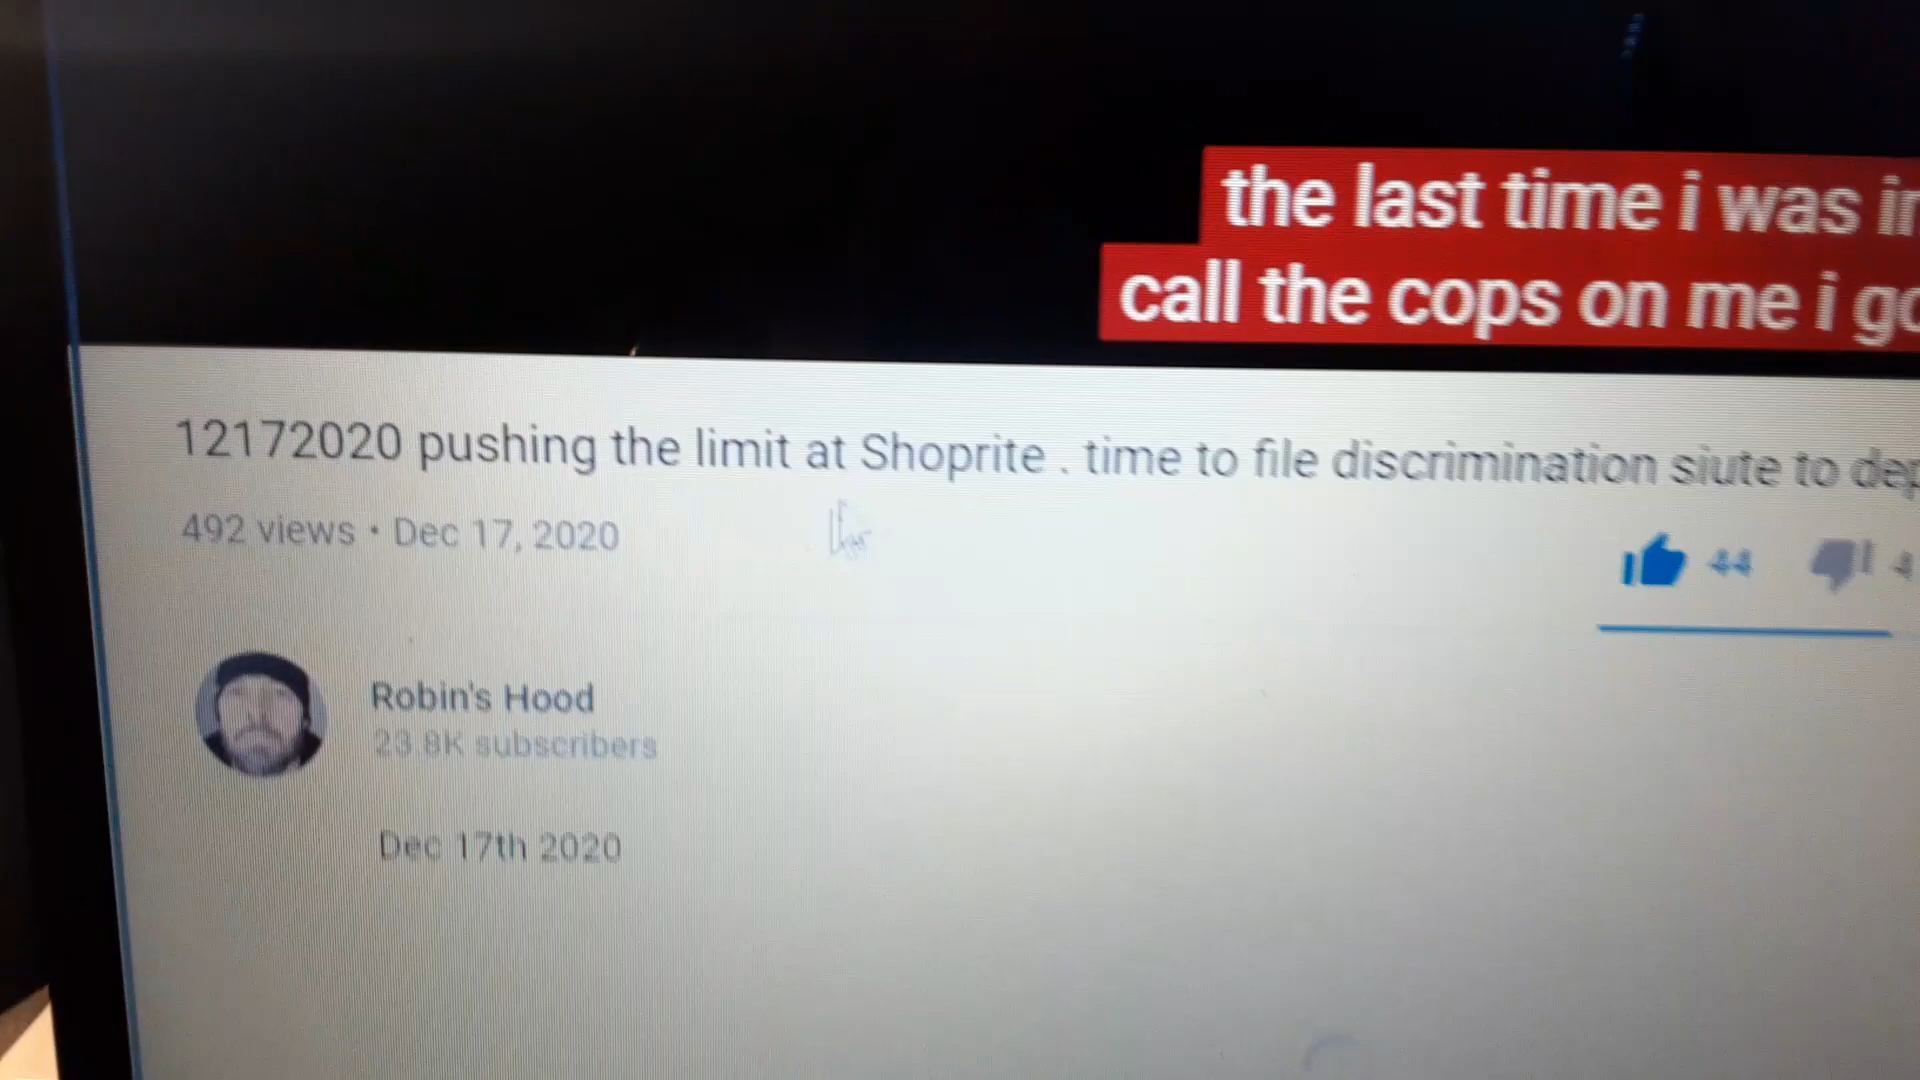 the last time i was
call the cops on me i
12172020 pushing the limit at Shoprite . time to file discrimination siute to
492 views • Dec 17, 2020
44
Robin's Hood
23.8K subscribers
Dec 17th 2020